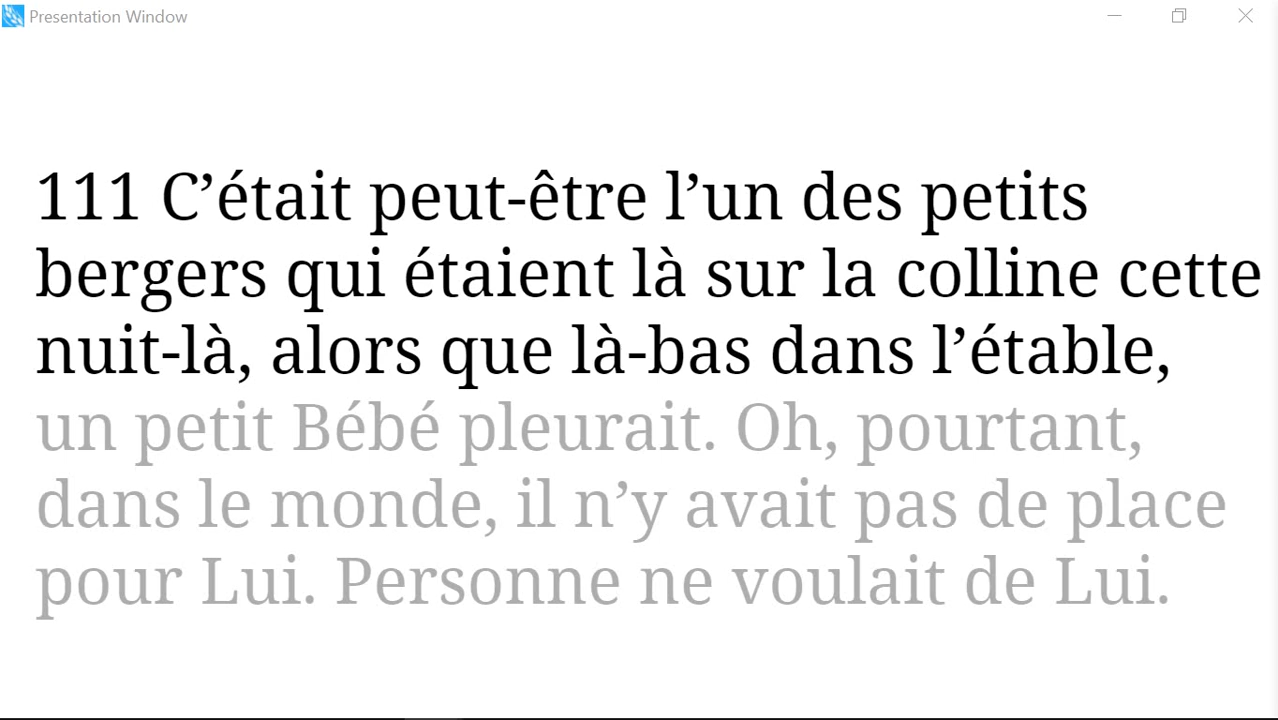 Presentation Window
111 C’était peut-être l’un des petits
bergers qui étaient là sur la colline cette
nuit-là, alors que là-bas dans l’étable,
un petit Bébé pleurait. Oh, pourtant,
dans le monde, il n’y avait pas de place
pour Lui. Personne ne voulait de Lui.